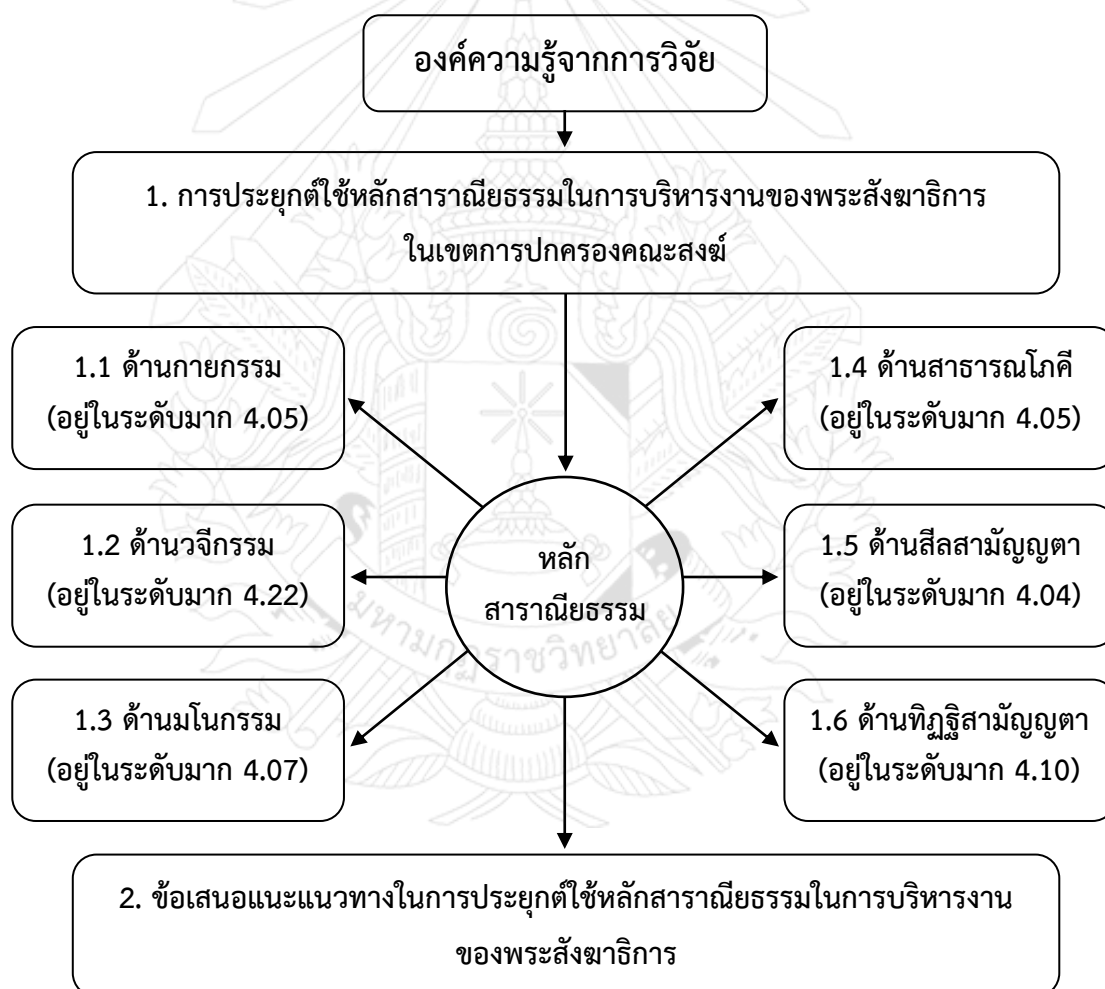 องค์ความรู้จากการวิจัย
1. การประยุกต์ใช้หลักสาราณียธรรมในการบริหารงานของพระสังฆาธิการ
ในเขตการปกครองคณะสงฆ์
1.1 ด้านกายกรรม
(อยู่ในระดับมาก 4.05)
1.2 ด้านวจีกรรม
(อยู่ในระดับมาก 4.22)
1.3 ด้านมโนกรรม
(อยู่ในระดับมาก 4.07)
หลัก
สาราณียธรรม
มหามกุฏราชวิทยาลัย
1.4 ด้านสาธารณโภคี
(อยู่ในระดับมาก 4.05)
1.5 ด้านสีลสามัญญตา
(อยู่ในระดับมาก 4.04)
1.6 ด้านทิฏฐิสามัญญตา
(อยู่ในระดับมาก 4.10)
2. ข้อเสนอแนะแนวทางในการประยุกต์ใช้หลักสาราณียธรรมในการบริหารงาน
ของพระสังฆาธิการ